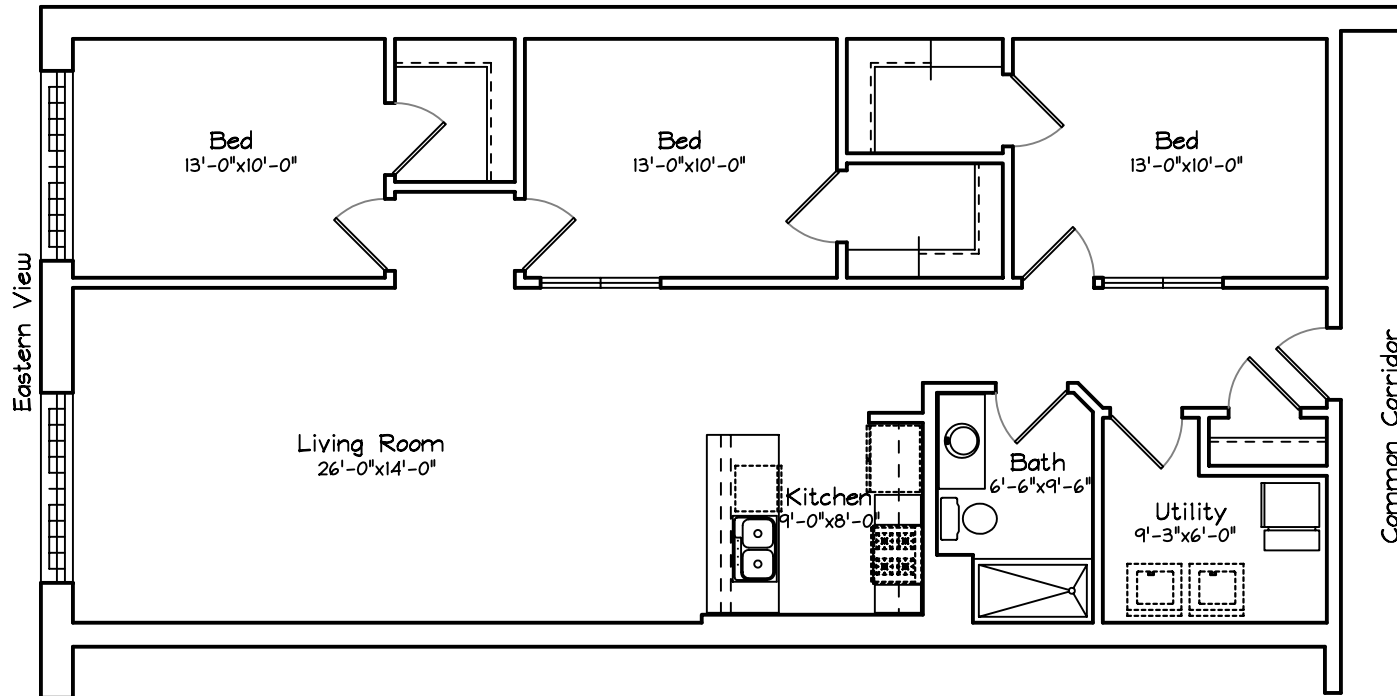 Bed
13'-0"x10'-0"
Bed
13'-0"x10'-0"
Bed
13'-0"x10'-0"
Eastern View
Living Room
26'-0"x14'-0"
Kitchen
9'-0"x8'-0"
Bath
6'-6"x9'-6"
Utility
9'-3"x6'-0"
Common Corridor